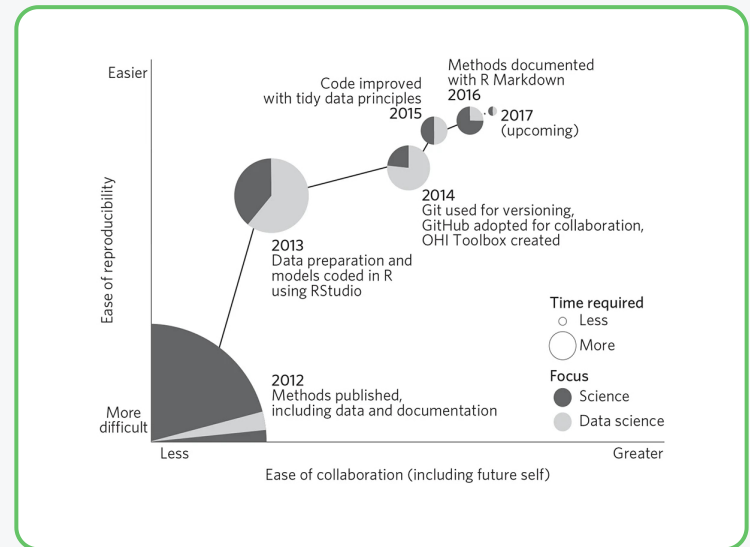 Easier
Methods documented
with R Markdown
2016
Code improved
with tidy data principles
2015
2017
(upcoming)
2014
Git used for versioning,
GitHub adopted for collaboration,
OHI Toolbox created
Ease of reproducibility
2013
Data preparation and
models coded in R
using RStudio
Time required
Less
More
Focus
Science
Data science
2012
Methods published,
including data and documentation
More
difficult
Less
Greater
Ease of collaboration (including future self)